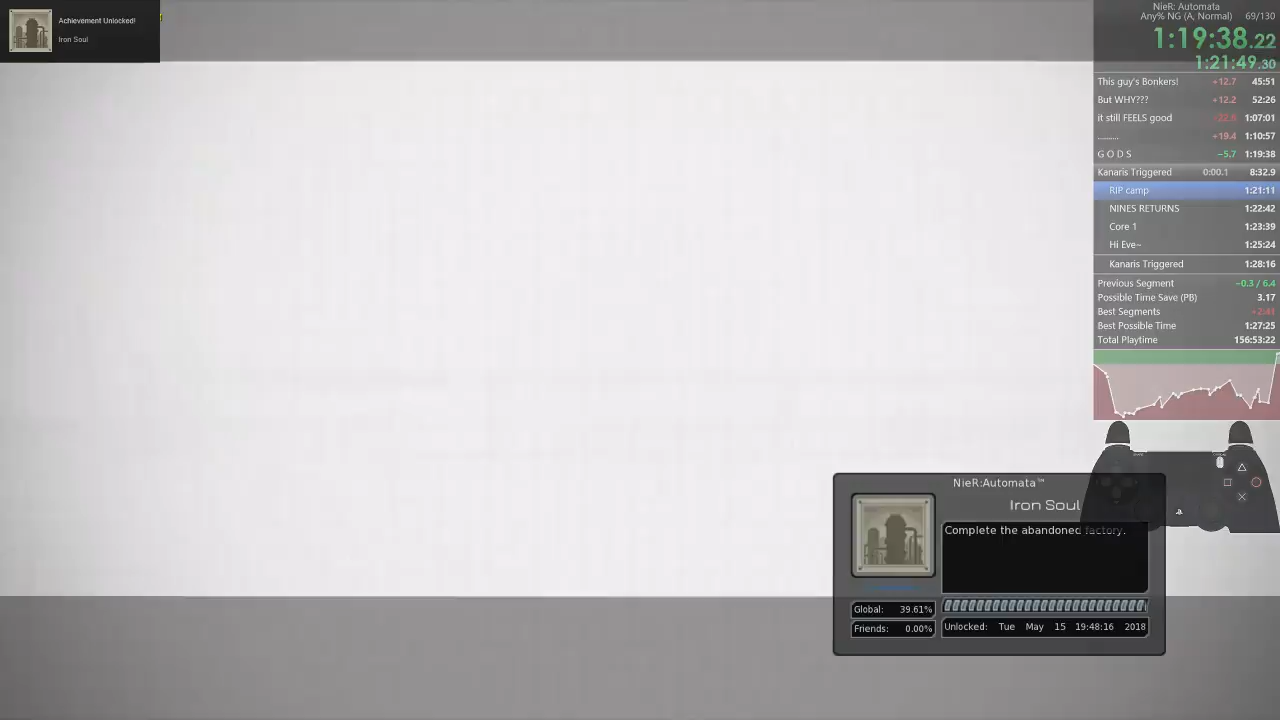 Achievement Unlocked!
Iron Soul
NieR: Automata
Any% NG (A, Normal) 69/130
1:19:38.22
1:21:49.30
This guy's Bonkers! +12.7 45:51
But WHY??? +12.2 52:26
it still FEELS good -22.8 1:07:01
.......... +19.4 1:10:57
G O D S −5.7 1:19:38
Kanaris Triggered 0:00.1 8:32.9
RIP camp 1:21:11
NINES RETURNS 1:22:42
Core 1 1:23:39
Hi Eve~ 1:25:24
Kanaris Triggered 1:28:16
Previous Segment −0.3 / 6.4
Possible Time Save (PB) 3.17
Best Segments
Best Possible Time 1:27:25
Total Playtime 156:53:22
NieR:Automata™
Iron Soul
Complete the abandoned factory.
Global: 39.61%
Friends: 0.00%
Unlocked: Tue May 15 19:48:16 2018